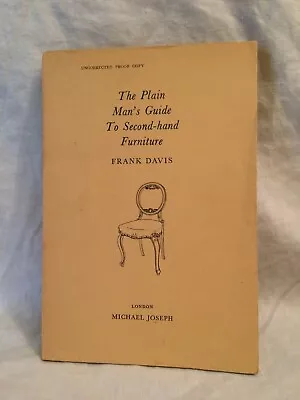 UNCORRECTED PROOF COPY
The Plain
Man's Guide
To Second-hand
Furniture
FRANK DAVIS
LONDON
MICHAEL JOSEPH